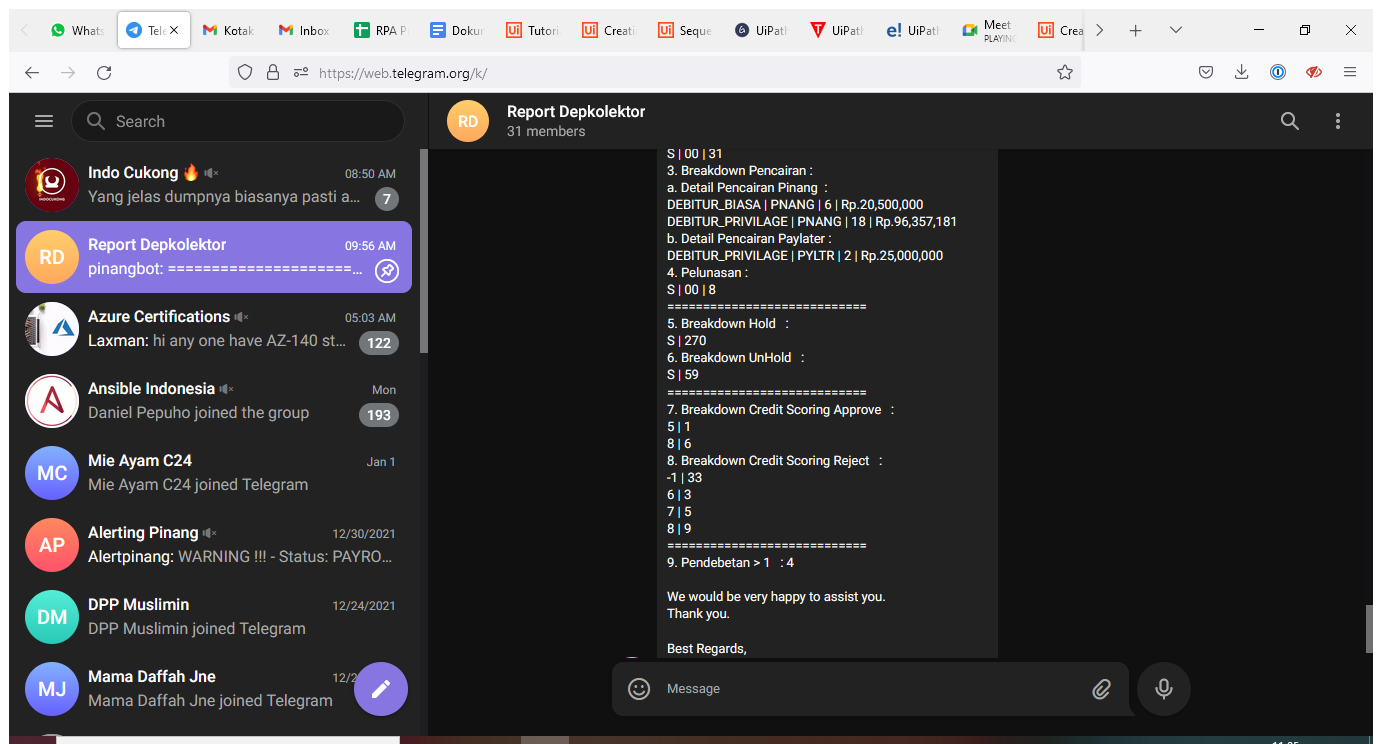 Whats
Tele
Kotak
Inbox
RPA P
Dokur
Ui Tutori
Ui Creati
Ui Seque
UiPath
UiPath
e! UiPath
Meet
PLAYING
Ui Crea
https://web.telegram.org/k/
Search
Indo Cukong 🔥
08:50 AM
Yang jelas dumpnya biasanya pasti a...
7
RD
Report Depkolektor
09:56 AM
pinangbot: =====================...
Azure Certifications
05:03 AM
Laxman: hi any one have AZ-140 st...
122
Ansible Indonesia
Mon
Daniel Pepuho joined the group
193
MC
Mie Ayam C24
Jan 1
Mie Ayam C24 joined Telegram
AP
Alerting Pinang
12/30/2021
Alertpinang: WARNING !!! - Status: PAYRO...
DM
DPP Muslimin
12/24/2021
DPP Muslimin joined Telegram
MJ
Mama Daffah Jne
12/2
Mama Daffah Jne joined Telegram
RD
Report Depkolektor
31 members
S | 00 | 31
3. Breakdown Pencairan :
a. Detail Pencairan Pinang :
DEBITUR_BIASA | PNANG | 6 | Rp.20,500,000
DEBITUR_PRIVILAGE | PNANG | 18 | Rp.96,357,181
b. Detail Pencairan Paylater :
DEBITUR_PRIVILAGE | PYLTR | 2 | Rp.25,000,000
4. Pelunasan :
S | 00 | 8
============================
5. Breakdown Hold :
S | 270
6. Breakdown UnHold :
S | 59
============================
7. Breakdown Credit Scoring Approve :
5 | 1
8 | 6
8. Breakdown Credit Scoring Reject :
-1 | 33
6 | 3
7 | 5
8 | 9
============================
9. Pendebetan > 1 : 4
We would be very happy to assist you.
Thank you.
Best Regards,
Message